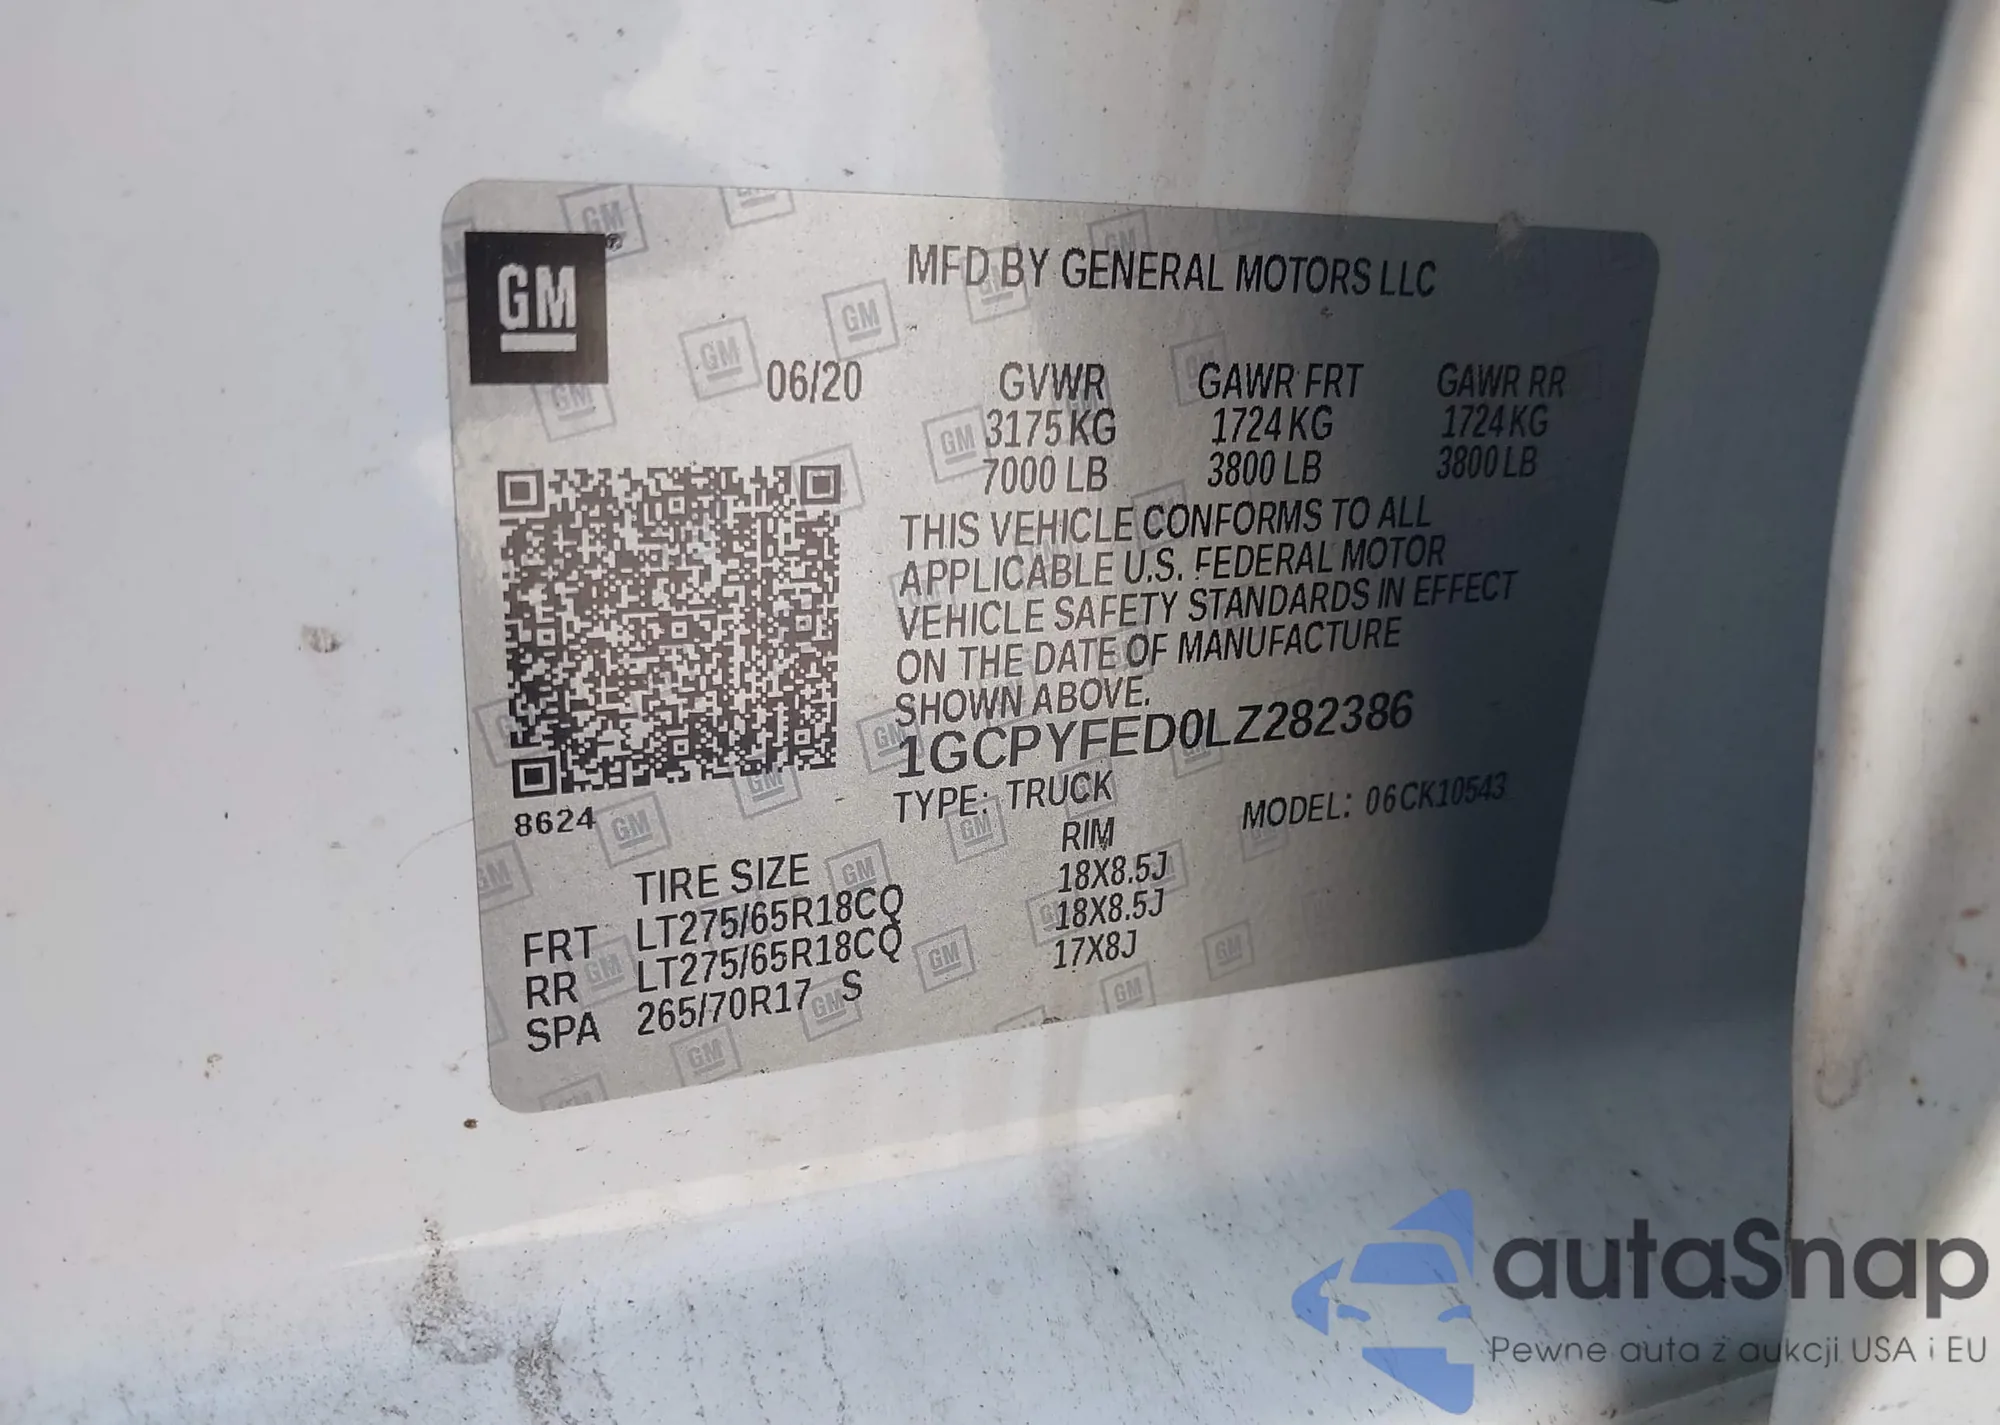 GM
MFD BY GENERAL MOTORS LLC
06/20 GVWR GAWR FRT GAWR RR
3175 KG 1724 KG 1724 KG
7000 LB 3800 LB 3800 LB
THIS VEHICLE CONFORMS TO ALL
APPLICABLE U.S. FEDERAL MOTOR
VEHICLE SAFETY STANDARDS IN EFFECT
ON THE DATE OF MANUFACTURE
SHOWN ABOVE.
1GCPYFED0LZ282386
TYPE: TRUCK MODEL: 06CK10543
8624
TIRE SIZE RIM
FRT LT275/65R18CQ 18X8.5J
RR LT275/65R18CQ 18X8.5J
SPA 265/70R17 S 17X8J
autaSnap
Pewne auta z aukcji USA i EU